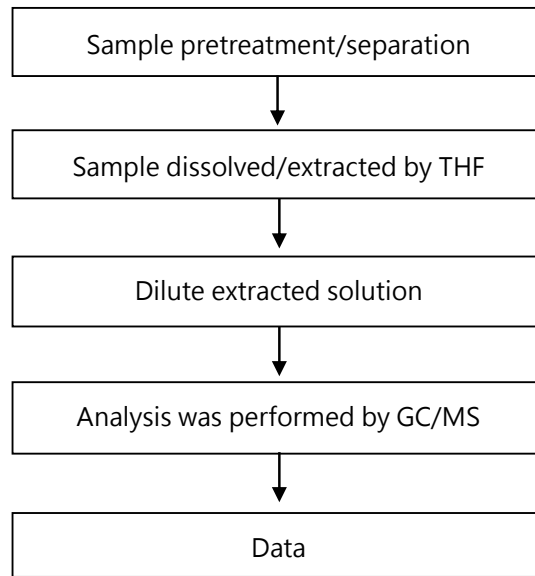 Sample pretreatment/separation
Sample dissolved/extracted by THF
Dilute extracted solution
Analysis was performed by GC/MS
Data